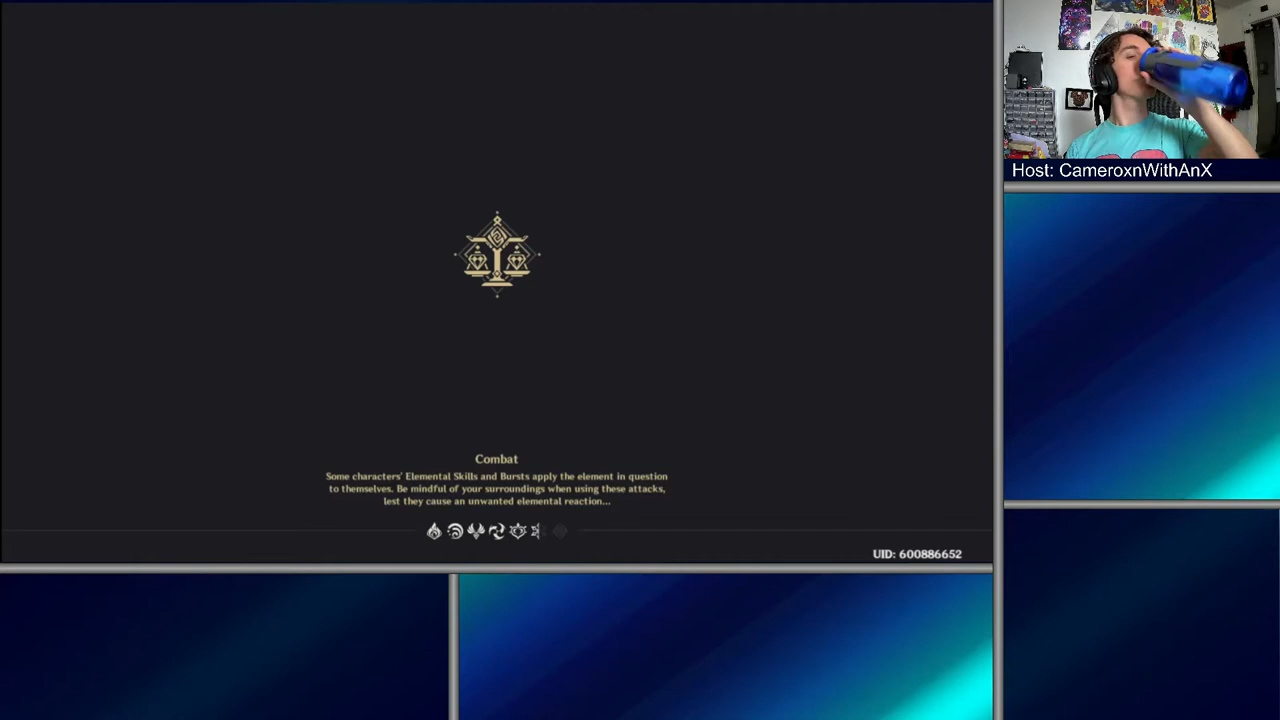 Host: CameroxnWithAnX
Combat
Some characters' Elemental Skills and Bursts apply the element in question
to themselves. Be mindful of your surroundings when using these attacks,
lest they cause an unwanted elemental reaction...
UID: 600886652